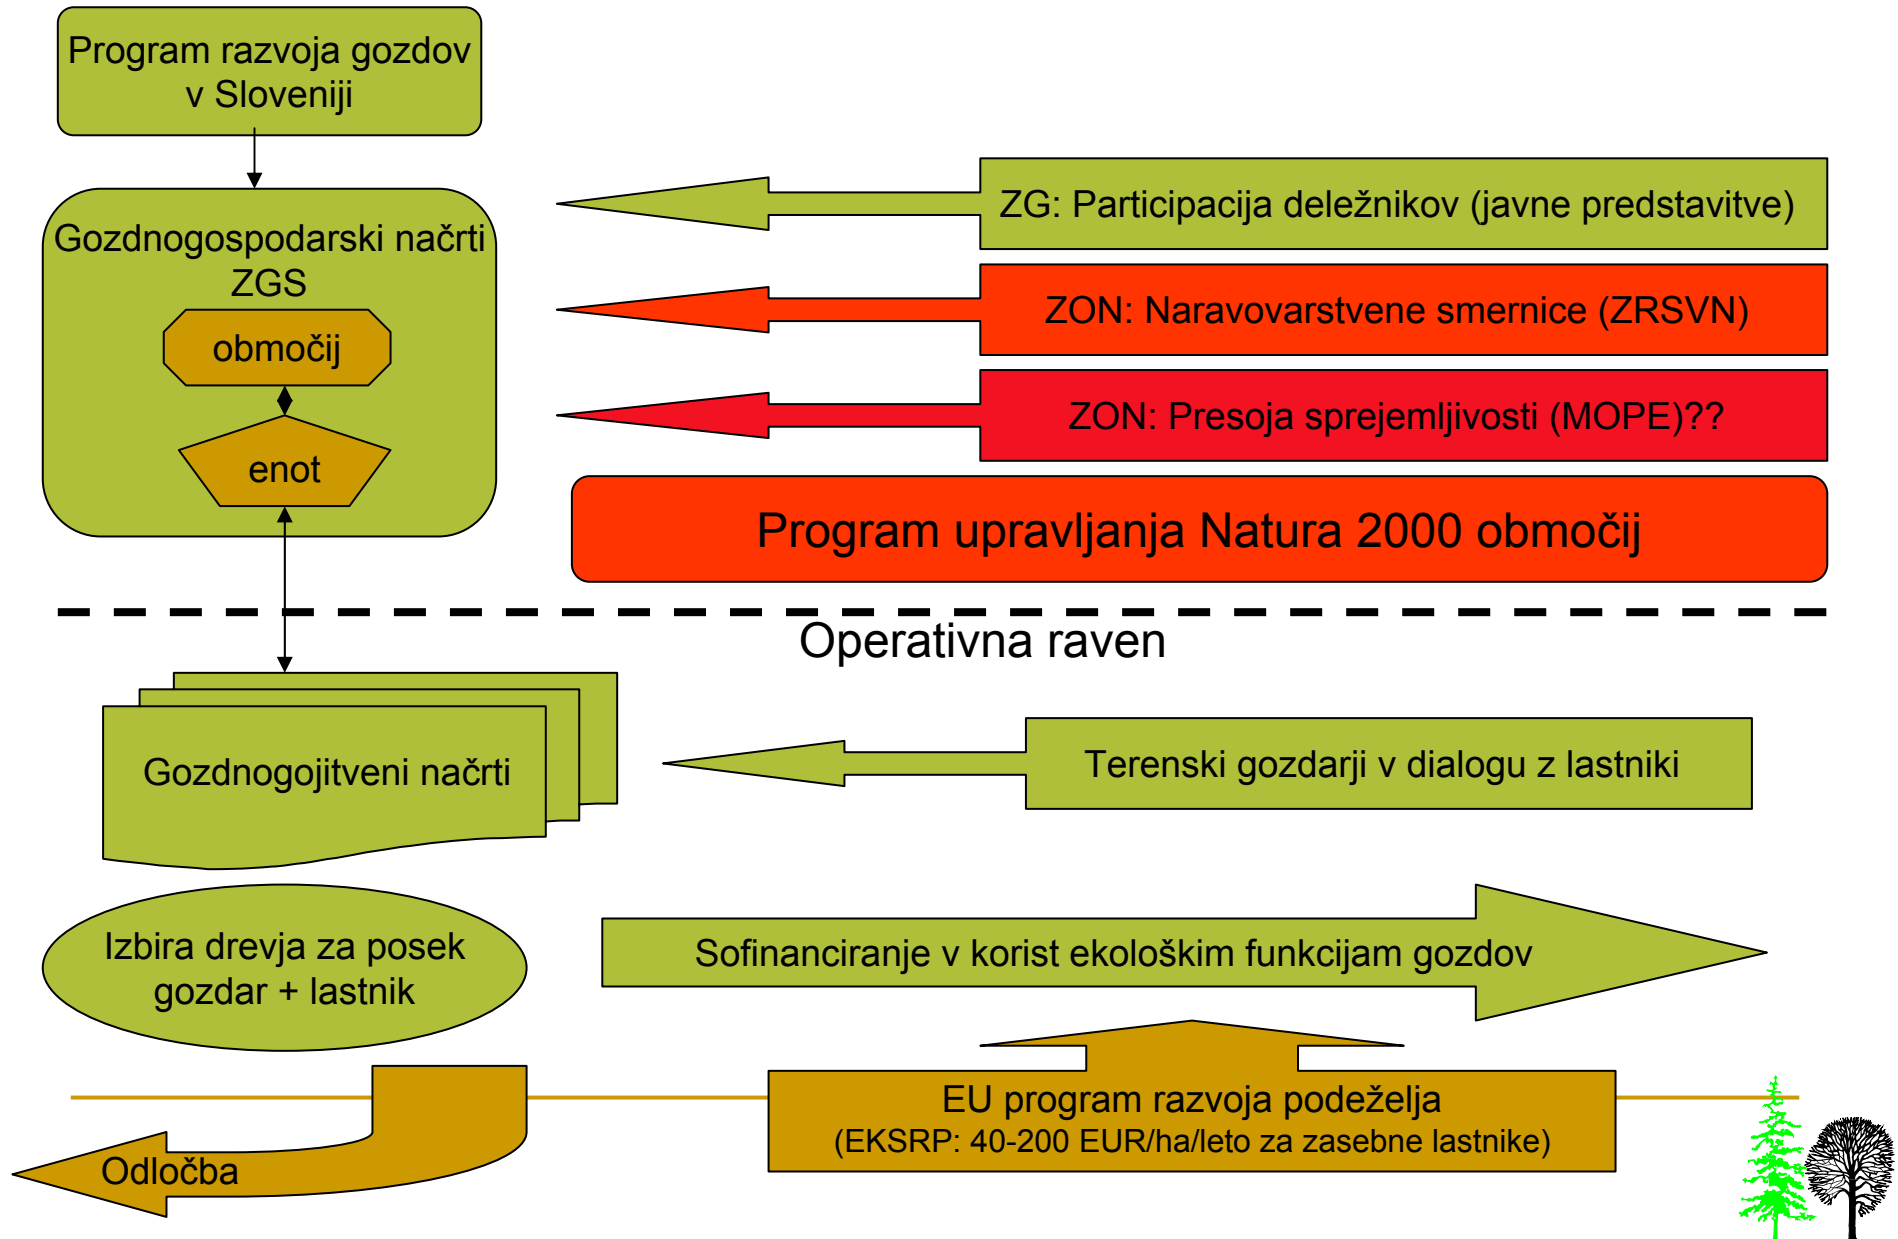 Program razvoja gozdov
v Sloveniji
Gozdnogospodarski načrti
ZGS
območij
enot
ZG: Participacija deležnikov (javne predstavitve)
ZON: Naravovarstvene smernice (ZRSVN)
ZON: Presoja sprejemljivosti (MOPE)??
Program upravljanja Natura 2000 območij
Operativna raven
Gozdnogojitveni načrti
Terenski gozdarji v dialogu z lastniki
Izbira drevja za posek
gozdar + lastnik
Sofinanciranje v korist ekološkim funkcijam gozdov
EU program razvoja podeželja
(EKSRP: 40-200 EUR/ha/leto za zasebne lastnike)
Odločba